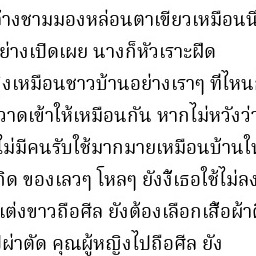 ล้างชามมองหล่อนตาเขียวเหมือนนี
ย่างเปิดเผย นางก็หัวเราะฝืด
งเหมือนชาวบ้านอย่างเราๆ ที่ไหน
วาดเข้าให้เหมือนกัน หากไม่หวังว่
ไม่มีคนรับใช้มากมายเหมือนบ้านใ
กิด ของเลวๆ โหลๆ ยังงี้เธอใช้ไม่ล
แต่งขาวถือศีล ยังต้องเลือกเสื้อผ้า
ผ่าตัด คุณผู้หญิงไปถือศีล ยัง